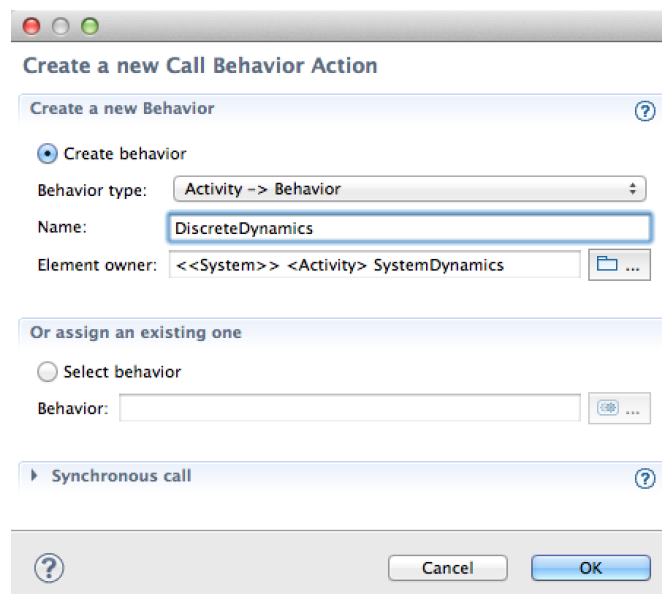 Create a new Call Behavior Action
Create a new Behavior
?
Create behavior
Behavior type: Activity -> Behavior
Name: DiscreteDynamics
Element owner: <<System>> <Activity> SystemDynamics ...
Or assign an existing one
Select behavior
Behavior: ...
Synchronous call
?
? Cancel OK